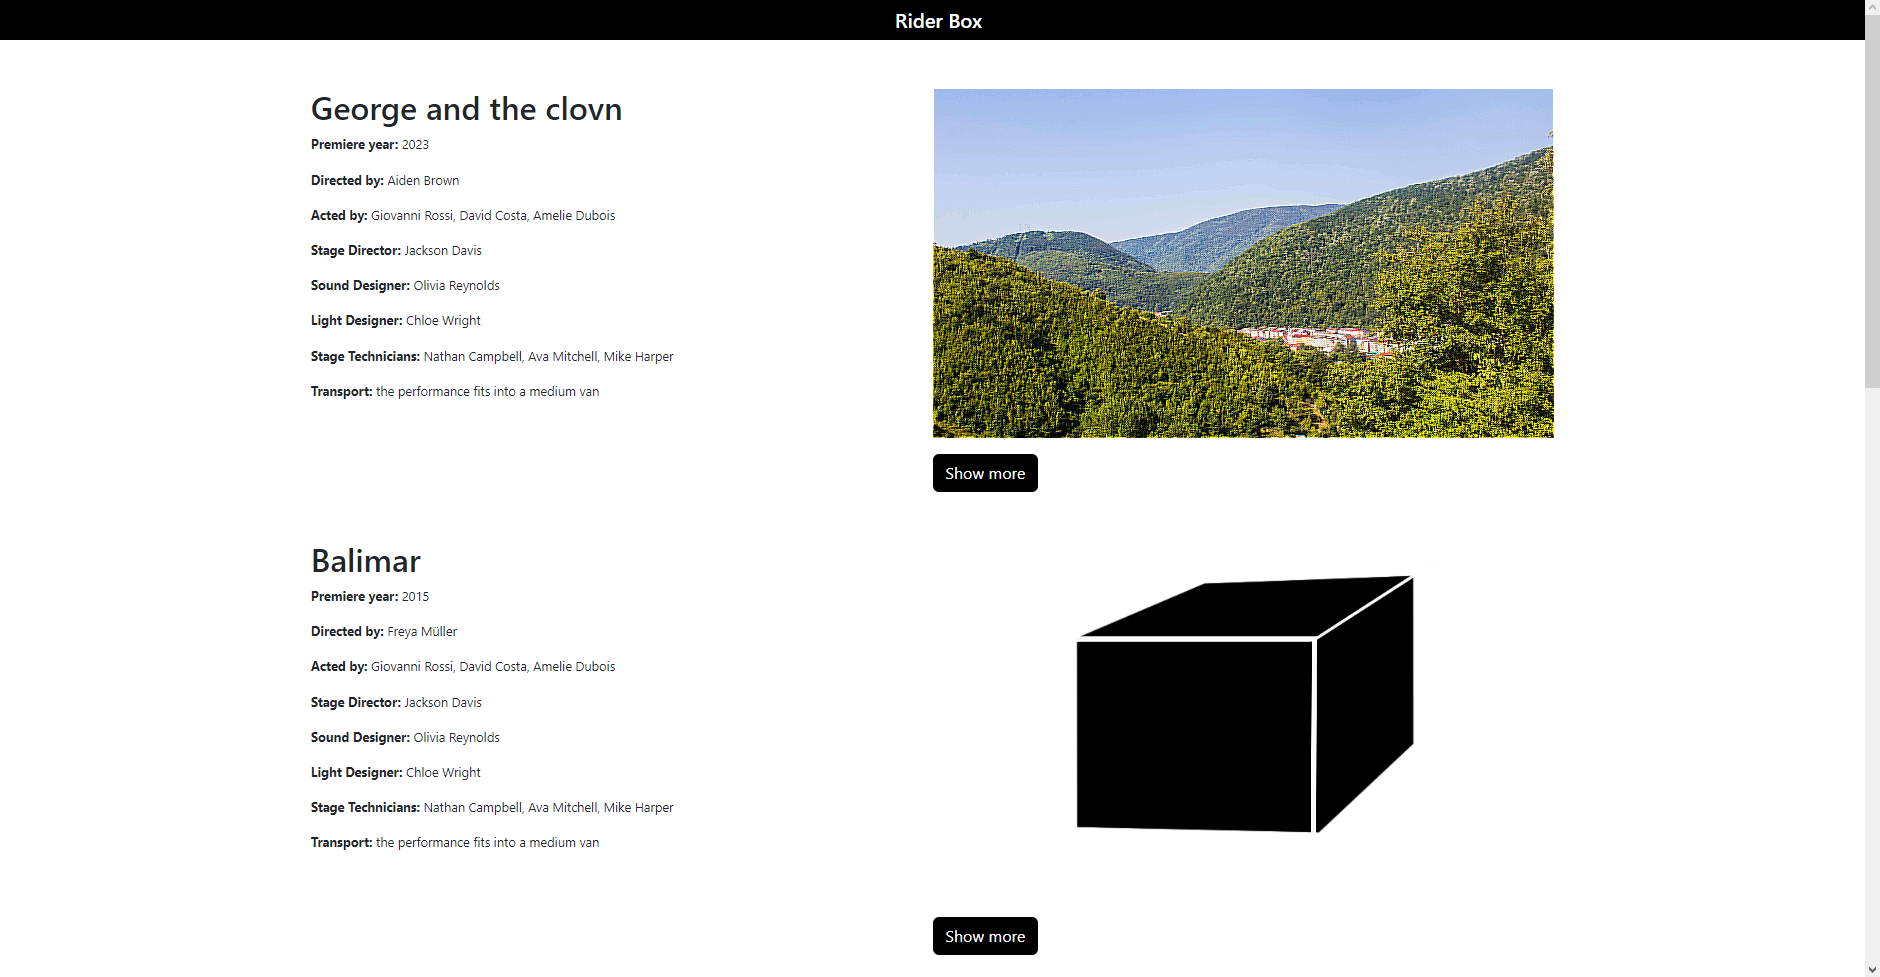 Rider Box
George and the clovn
Premiere year: 2023
Directed by: Aiden Brown
Acted by: Giovanni Rossi, David Costa, Amelie Dubois
Stage Director: Jackson Davis
Sound Designer: Olivia Reynolds
Light Designer: Chloe Wright
Stage Technicians: Nathan Campbell, Ava Mitchell, Mike Harper
Transport: the performance fits into a medium van
Show more
Balimar
Premiere year: 2015
Directed by: Freya Müller
Acted by: Giovanni Rossi, David Costa, Amelie Dubois
Stage Director: Jackson Davis
Sound Designer: Olivia Reynolds
Light Designer: Chloe Wright
Stage Technicians: Nathan Campbell, Ava Mitchell, Mike Harper
Transport: the performance fits into a medium van
Show more